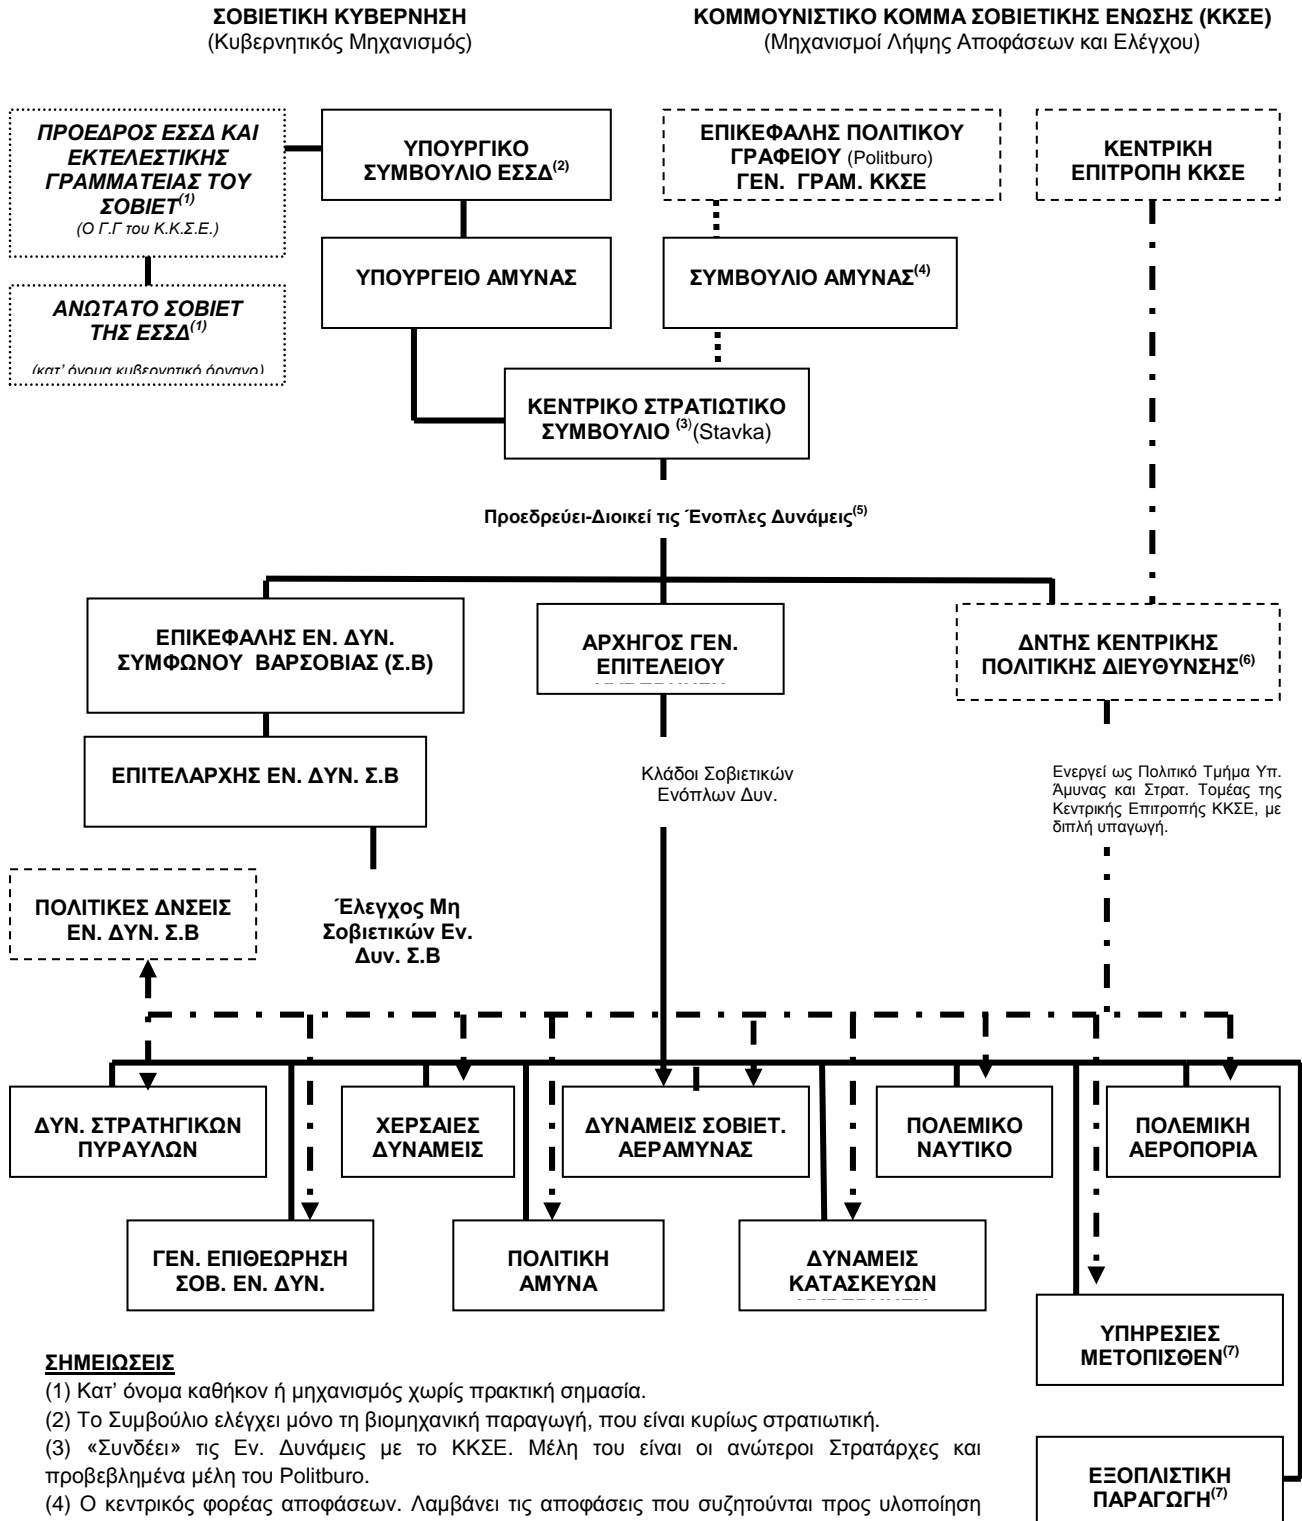 ΣΟΒΙΕΤΙΚΗ ΚΥΒΕΡΝΗΣΗ
(Κυβερνητικός Μηχανισμός)
ΚΟΜΜΟΥΝΙΣΤΙΚΟ ΚΟΜΜΑ ΣΟΒΙΕΤΙΚΗΣ ΕΝΩΣΗΣ (ΚΚΣΕ)
(Μηχανισμοί Λήψης Αποφάσεων και Ελέγχου)
ΠΡΟΕΔΡΟΣ ΕΣΣΔ ΚΑΙ
ΕΚΤΕΛΕΣΤΙΚΗΣ
ΓΡΑΜΜΑΤΕΙΑΣ ΤΟΥ
ΣΟΒΙΕΤ(1)
(Ο Γ.Γ του Κ.Κ.Σ.Ε.)
ΥΠΟΥΡΓΙΚΟ
ΣΥΜΒΟΥΛΙΟ ΕΣΣΔ(2)
ΕΠΙΚΕΦΑΛΗΣ ΠΟΛΙΤΙΚΟΥ
ΓΡΑΦΕΙΟΥ (Politburo)
ΓΕΝ. ΓΡΑΜ. ΚΚΣΕ
ΚΕΝΤΡΙΚΗ
ΕΠΙΤΡΟΠΗ ΚΚΣΕ
ΥΠΟΥΡΓΕΙΟ ΑΜΥΝΑΣ
ΣΥΜΒΟΥΛΙΟ ΑΜΥΝΑΣ(4)
ΑΝΩΤΑΤΟ ΣΟΒΙΕΤ
ΤΗΣ ΕΣΣΔ(1)
(κατ' όνομα κυβερνητικό όργανο)
ΚΕΝΤΡΙΚΟ ΣΤΡΑΤΙΩΤΙΚΟ
ΣΥΜΒΟΥΛΙΟ (3)(Stavka)
Προεδρεύει-Διοικεί τις Ένοπλες Δυνάμεις(5)
ΕΠΙΚΕΦΑΛΗΣ ΕΝ. ΔΥΝ.
ΣΥΜΦΩΝΟΥ ΒΑΡΣΟΒΙΑΣ (Σ.Β)
ΑΡΧΗΓΟΣ ΓΕΝ.
ΕΠΙΤΕΛΕΙΟΥ
ΔΝΤΗΣ ΚΕΝΤΡΙΚΗΣ
ΠΟΛΙΤΙΚΗΣ ΔΙΕΥΘΥΝΣΗΣ(6)
ΕΠΙΤΕΛΑΡΧΗΣ ΕΝ. ΔΥΝ. Σ.Β
Κλάδοι Σοβιετικών
Ενόπλων Δυν.
Ενεργεί ως Πολιτικό Τμήμα Υπ.
Άμυνας και Στρατ. Τομέας της
Κεντρικής Επιτροπής ΚΚΣΕ, με
διπλή υπαγωγή.
ΠΟΛΙΤΙΚΕΣ ΔΝΣΕΙΣ
ΕΝ. ΔΥΝ. Σ.Β
Έλεγχος Μη
Σοβιετικών Εν.
Δυν. Σ.Β
ΔΥΝ. ΣΤΡΑΤΗΓΙΚΩΝ
ΠΥΡΑΥΛΩΝ
ΧΕΡΣΑΙΕΣ
ΔΥΝΑΜΕΙΣ
ΔΥΝΑΜΕΙΣ ΣΟΒΙΕΤ.
ΑΕΡΑΜΥΝΑΣ
ΠΟΛΕΜΙΚΟ
ΝΑΥΤΙΚΟ
ΠΟΛΕΜΙΚΗ
ΑΕΡΟΠΟΡΙΑ
ΓΕΝ. ΕΠΙΘΕΩΡΗΣΗ
ΣΟΒ. ΕΝ. ΔΥΝ.
ΠΟΛΙΤΙΚΗ
ΑΜΥΝΑ
ΔΥΝΑΜΕΙΣ
ΚΑΤΑΣΚΕΥΩΝ
ΥΠΗΡΕΣΙΕΣ
ΜΕΤΟΠΙΣΘΕΝ(7)
ΕΞΟΠΛΙΣΤΙΚΗ
ΠΑΡΑΓΩΓΗ(7)
ΣΗΜΕΙΩΣΕΙΣ
(1) Κατ' όνομα καθήκον ή μηχανισμός χωρίς πρακτική σημασία.
(2) Το Συμβούλιο ελέγχει μόνο τη βιομηχανική παραγωγή, που είναι κυρίως στρατιωτική.
(3) «Συνδέει» τις Εν. Δυνάμεις με το ΚΚΣΕ. Μέλη του είναι οι ανώτεροι Στρατάρχες και
προβεβλημένα μέλη του Politburo.
(4) Ο κεντρικός φορέας αποφάσεων. Λαμβάνει τις αποφάσεις που συζητούνται προς υλοποίηση